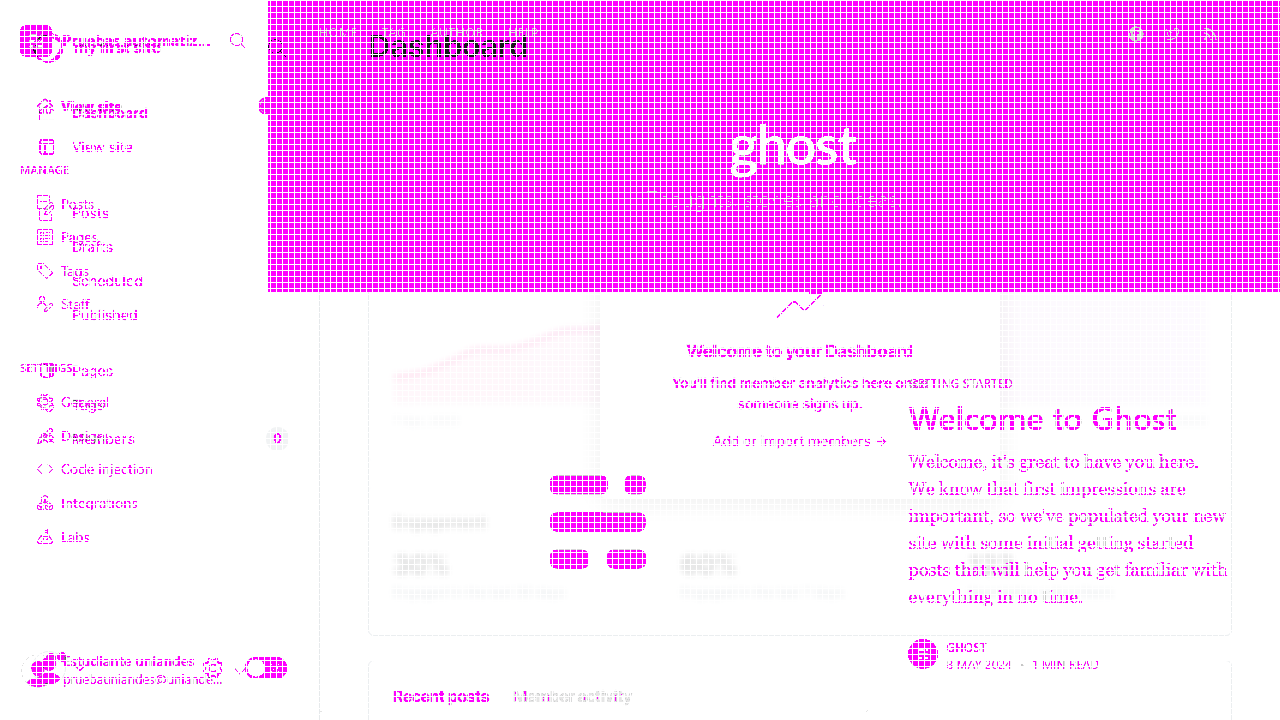 Pruebas automatiz...
my first site
HOME TAG AUTHOR HELP
Dashboard
View site
Dashboard
View site
ghost
MANAGE
Posts
Posts
Pages
Drafts
Tags
Scheduled
Staff
Published
Welcome to your Dashboard
You'll find member analytics here once
someone signs up.
Add or import members →
SETTINGS
Pages
General
Tags
Design
Members
0
Code injection
Integrations
Labs
GETTING STARTED
Welcome to Ghost
Welcome, it's great to have you here.
We know that first impressions are
important, so we've populated your new
site with some initial getting started
posts that will help you get familiar with
everything in no time.
GHOST
8 MAY 2024 • 1 MIN READ
Estudiante uniandes
pruebauniandes@uniande...
Recent posts Member activity